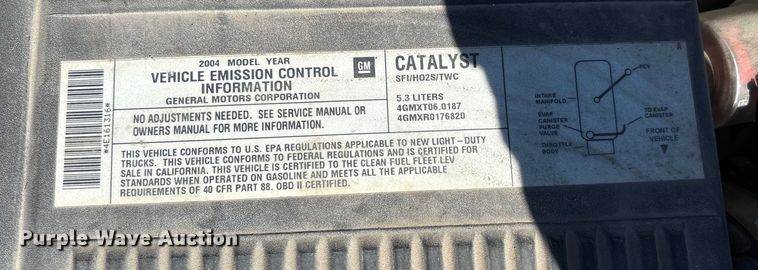 2004 MODEL YEAR
VEHICLE EMISSION CONTROL
INFORMATION
GENERAL MOTORS CORPORATION
GM
CATALYST
SFI/HO2S/TWC
NO ADJUSTMENTS NEEDED. SEE SERVICE MANUAL OR
OWNERS MANUAL FOR MORE INFORMATION.
5.3 LITERS
4GMXT06.0187
4GMXR0176820
THIS VEHICLE CONFORMS TO U.S. EPA REGULATIONS APPLICABLE TO NEW LIGHT-DUTY
TRUCKS. THIS VEHICLE CONFORMS TO FEDERAL REGULATIONS AND IS CERTIFIED FOR
SALE IN CALIFORNIA. THIS VEHICLE IS CERTIFIED TO THE CLEAN FUEL FLEET LEV
STANDARDS WHEN OPERATED ON GASOLINE AND MEETS ALL THE APPLICABLE
REQUIREMENTS OF 40 CFR PART 88. OBD II CERTIFIED.
*4E161316*
PCV
INTAKE
MANIFOLD
EVAP
CANISTER
PURGE
VALVE
THROTTLE
BODY
TO EVAP
CANISTER
FRONT OF
VEHICLE
Purple Wave Auction